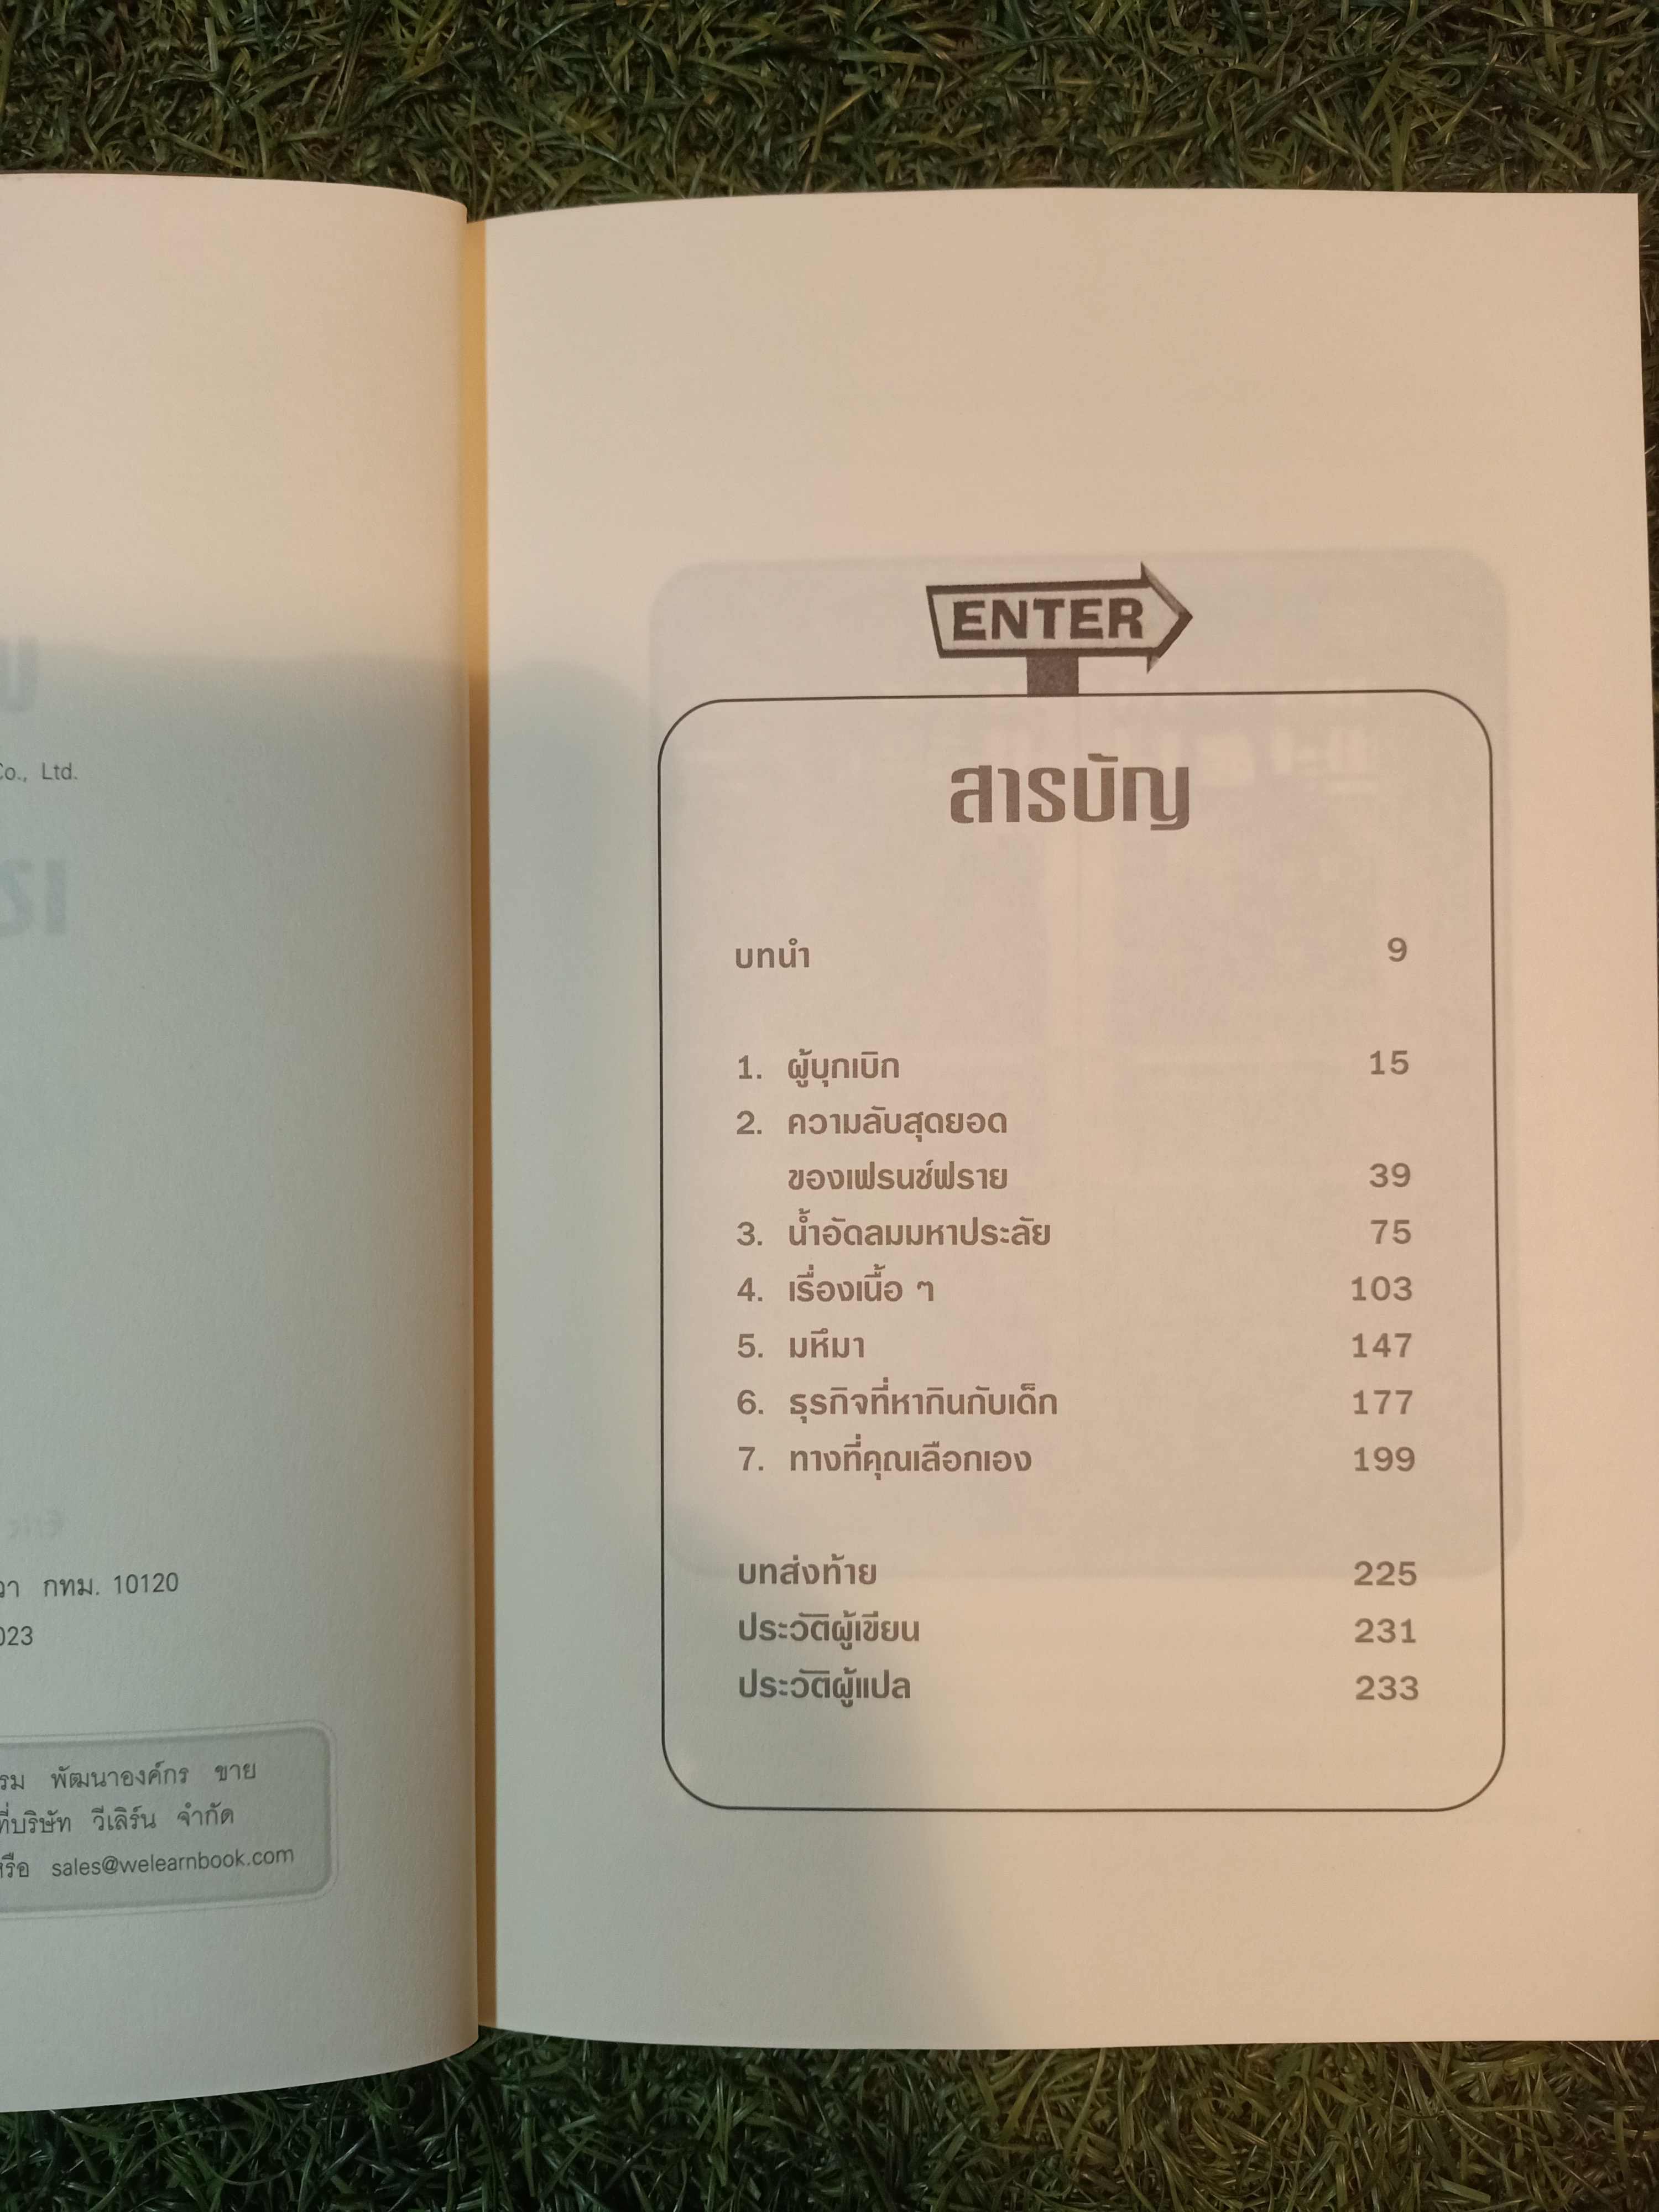 Co., Ltd.
กทม. 10120
023
พัฒนาองค์กร ขาย
ที่บริษัท วีเลิร์น จำกัด
หรือ sales@welearnbook.com
ENTER
สารบัญ
บทนำ 9
1. ผู้บุกเบิก 15
2. ความลับสุดยอด
ของเฟรนช์ฟราย 39
3. น้ำอัดลมมหาประลัย 75
4. เรื่องเนื้อ ๆ 103
5. มหึมา 147
6. ธุรกิจที่หากินกับเด็ก 177
7. ทางที่คุณเลือกเอง 199
บทส่งท้าย 225
ประวัติผู้เขียน 231
ประวัติผู้แปล 233